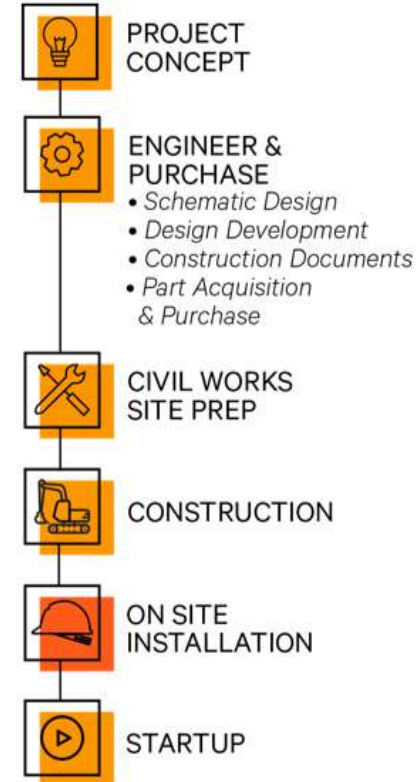 PROJECT
CONCEPT
ENGINEER &
PURCHASE
• Schematic Design
• Design Development
• Construction Documents
• Part Acquisition
& Purchase
CIVIL WORKS
SITE PREP
CONSTRUCTION
ON SITE
INSTALLATION
STARTUP